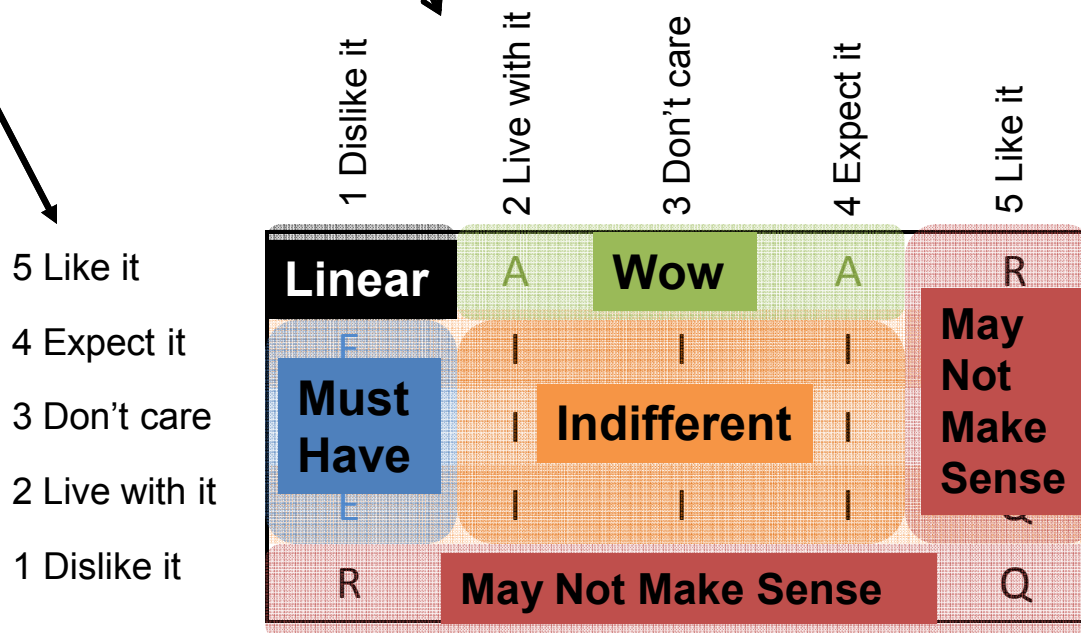 1 Dislike it
2 Live with it
3 Don't care
4 Expect it
5 Like it
5 Like it
Linear
A
Wow
A
R
4 Expect it
E
I
I
I
May
Not
Make
Sense
3 Don't care
Must
Have
I
Indifferent
I
2 Live with it
E
I
I
I
1 Dislike it
R
May Not Make Sense
Q